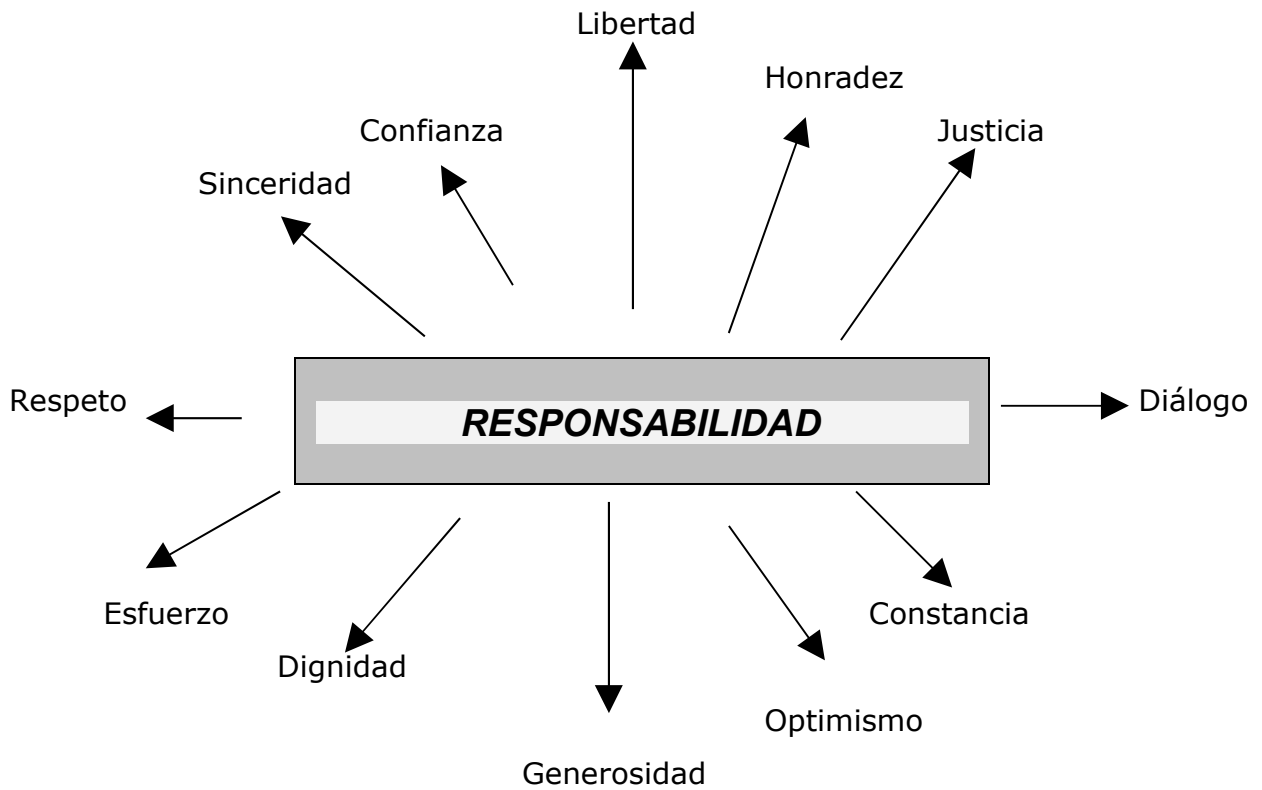 Libertad
Honradez
Confianza
Justicia
Sinceridad
Respeto
RESPONSABILIDAD
Diálogo
Esfuerzo
Constancia
Dignidad
Optimismo
Generosidad